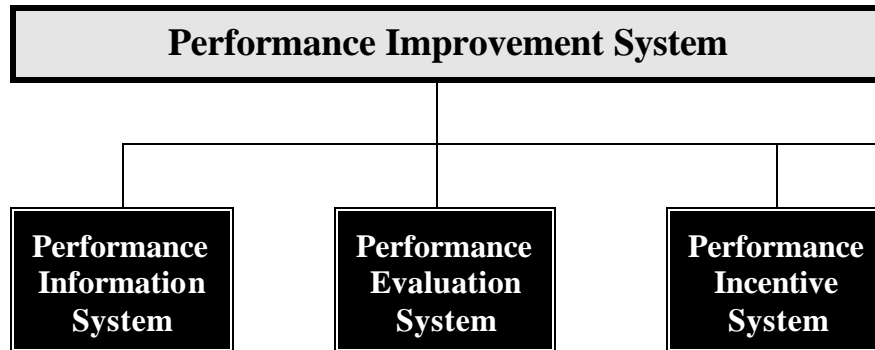 Performance Improvement System
Performance
Information
System
Performance
Evaluation
System
Performance
Incentive
System